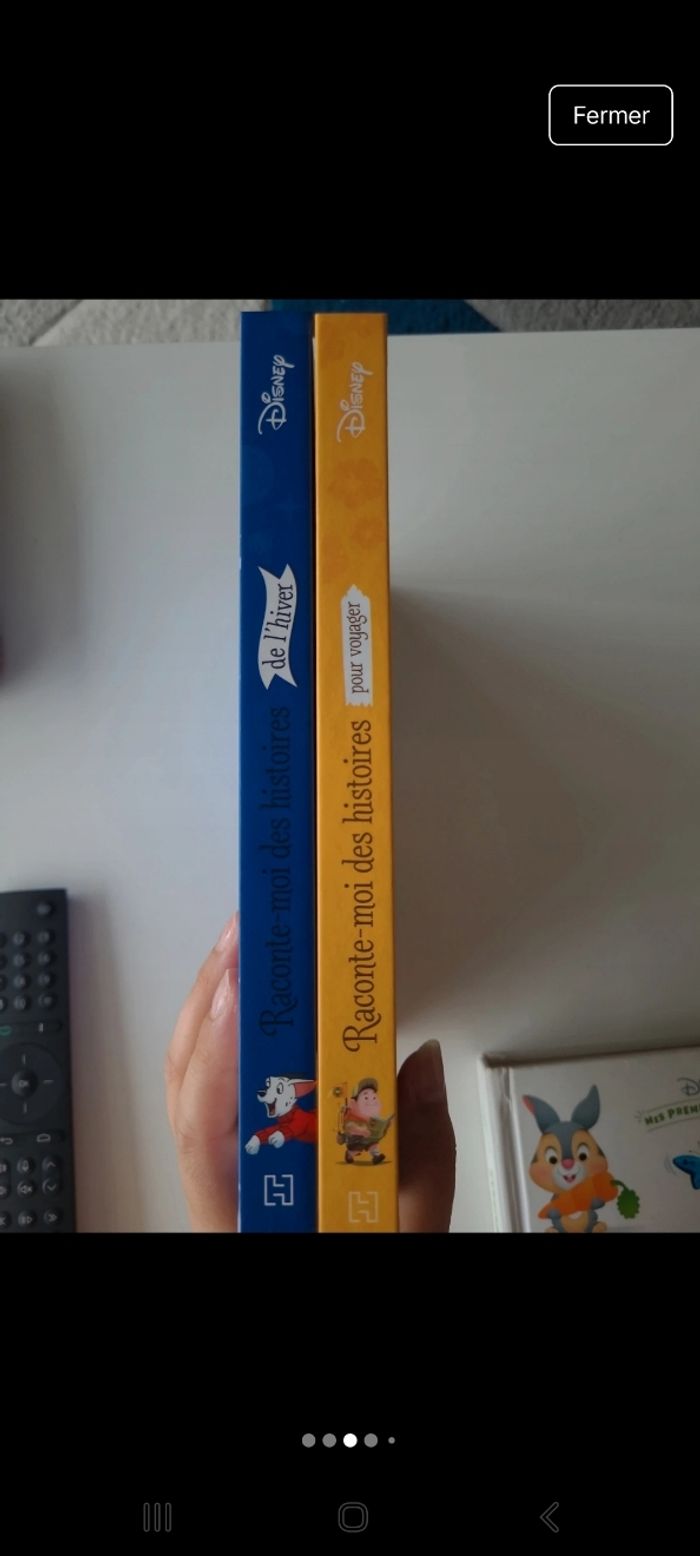 Fermer
Disney
de l'hiver
Raconte-moi des histoires
Disney
pour voyager
Raconte-moi des histoires